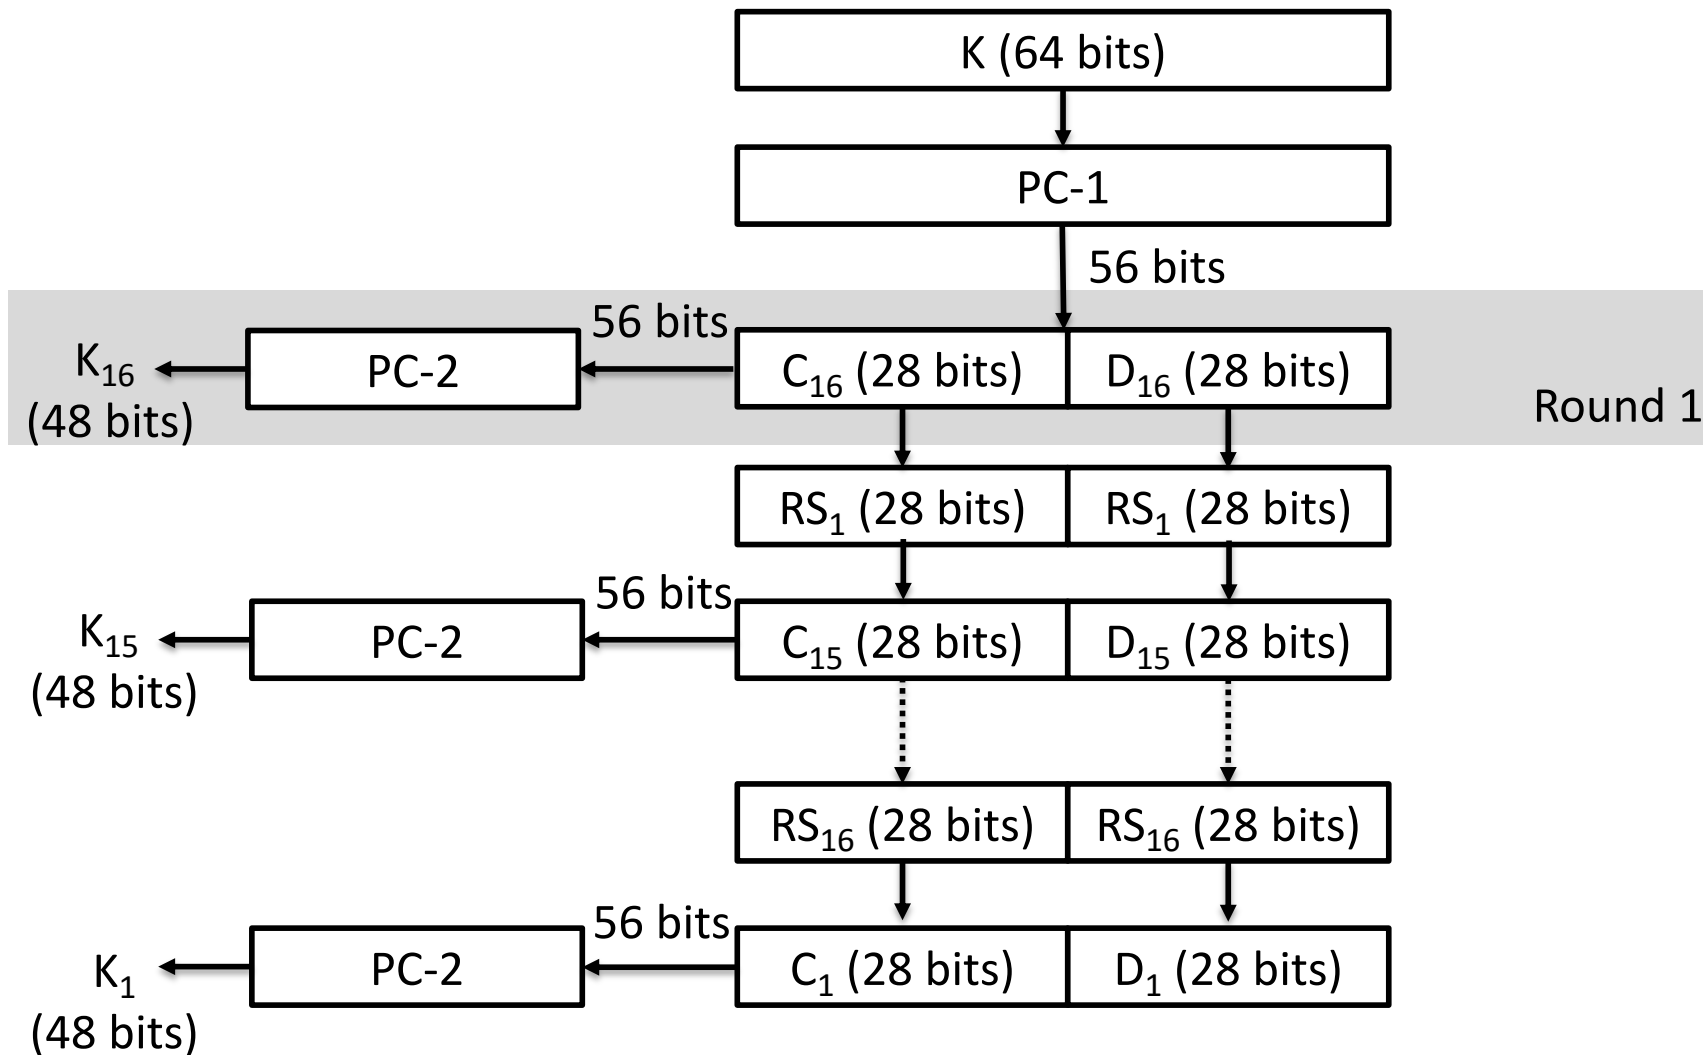 K (64 bits)
PC-1
56 bits
56 bits
K₁₆
(48 bits)
PC-2
C₁₆ (28 bits)
D₁₆ (28 bits)
Round 1
RS₁ (28 bits)
RS₁ (28 bits)
56 bits
K₁₅
(48 bits)
PC-2
C₁₅ (28 bits)
D₁₅ (28 bits)
RS₁₆ (28 bits)
RS₁₆ (28 bits)
56 bits
K₁
(48 bits)
PC-2
C₁ (28 bits)
D₁ (28 bits)